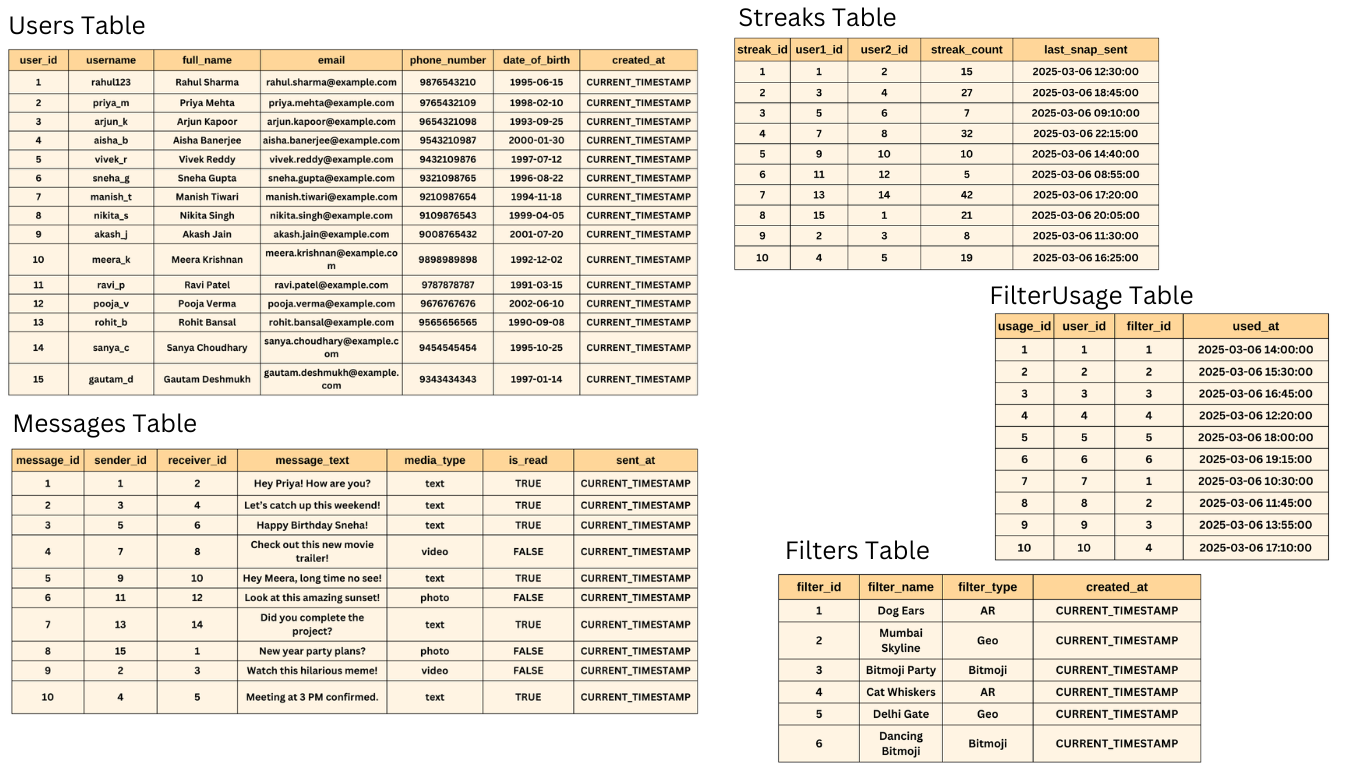 Users Table
user_id username full_name email phone_number date_of_birth created_at
1 rahul123 Rahul Sharma rahul.sharma@example.com 9876543210 1995-06-15 CURRENT_TIMESTAMP
2 priya_m Priya Mehta priya.mehta@example.com 9765432109 1998-02-10 CURRENT_TIMESTAMP
3 arjun_k Arjun Kapoor arjun.kapoor@example.com 9654321098 1993-09-25 CURRENT_TIMESTAMP
4 aisha_b Aisha Banerjee aisha.banerjee@example.com 9543210987 2000-01-30 CURRENT_TIMESTAMP
5 vivek_r Vivek Reddy vivek.reddy@example.com 9432109876 1997-07-12 CURRENT_TIMESTAMP
6 sneha_g Sneha Gupta sneha.gupta@example.com 9321098765 1996-08-22 CURRENT_TIMESTAMP
7 manish_t Manish Tiwari manish.tiwari@example.com 9210987654 1994-11-18 CURRENT_TIMESTAMP
8 nikita_s Nikita Singh nikita.singh@example.com 9109876543 1999-04-05 CURRENT_TIMESTAMP
9 akash_j Akash Jain akash.jain@example.com 9008765432 2001-07-20 CURRENT_TIMESTAMP
10 meera_k Meera Krishnan meera.krishnan@example.co 9898989898 1992-12-02 CURRENT_TIMESTAMP
m
11 ravi_p Ravi Patel ravi.patel@example.com 9787878787 1991-03-15 CURRENT_TIMESTAMP
12 pooja_v Pooja Verma pooja.verma@example.com 9676767676 2002-06-10 CURRENT_TIMESTAMP
13 rohit_b Rohit Bansal rohit.bansal@example.com 9565656565 1990-09-08 CURRENT_TIMESTAMP
14 sanya_c Sanya Choudhary sanya.choudhary@example.c 9454545454 1995-10-25 CURRENT_TIMESTAMP
om
15 gautam_d Gautam Deshmukh gautam.deshmukh@example. 9343434343 1997-01-14 CURRENT_TIMESTAMP
com
Messages Table
message_id sender_id receiver_id message_text media_type is_read sent_at
1 1 2 Hey Priya! How are you? text TRUE CURRENT_TIMESTAMP
2 3 4 Let's catch up this weekend! text TRUE CURRENT_TIMESTAMP
3 5 6 Happy Birthday Sneha! text TRUE CURRENT_TIMESTAMP
4 7 8 Check out this new movie video FALSE CURRENT_TIMESTAMP
trailer!
5 9 10 Hey Meera, long time no see! text TRUE CURRENT_TIMESTAMP
6 11 12 Look at this amazing sunset! photo FALSE CURRENT_TIMESTAMP
7 13 14 Did you complete the text TRUE CURRENT_TIMESTAMP
project?
8 15 1 New year party plans? photo FALSE CURRENT_TIMESTAMP
9 2 3 Watch this hilarious meme! video FALSE CURRENT_TIMESTAMP
10 4 5 Meeting at 3 PM confirmed. text TRUE CURRENT_TIMESTAMP
Streaks Table
streak_id user1_id user2_id streak_count last_snap_sent
1 1 2 15 2025-03-06 12:30:00
2 3 4 27 2025-03-06 18:45:00
3 5 6 7 2025-03-06 09:10:00
4 7 8 32 2025-03-06 22:15:00
5 9 10 10 2025-03-06 14:40:00
6 11 12 5 2025-03-06 08:55:00
7 13 14 42 2025-03-06 17:20:00
8 15 1 21 2025-03-06 20:05:00
9 2 3 8 2025-03-06 11:30:00
10 4 5 19 2025-03-06 16:25:00
FilterUsage Table
usage_id user_id filter_id used_at
1 1 1 2025-03-06 14:00:00
2 2 2 2025-03-06 15:30:00
3 3 3 2025-03-06 16:45:00
4 4 4 2025-03-06 12:20:00
5 5 5 2025-03-06 18:00:00
6 6 6 2025-03-06 19:15:00
7 7 1 2025-03-06 10:30:00
8 8 2 2025-03-06 11:45:00
9 9 3 2025-03-06 13:55:00
10 10 4 2025-03-06 17:10:00
Filters Table
filter_id filter_name filter_type created_at
1 Dog Ears AR CURRENT_TIMESTAMP
2 Mumbai Geo CURRENT_TIMESTAMP
Skyline
3 Bitmoji Party Bitmoji CURRENT_TIMESTAMP
4 Cat Whiskers AR CURRENT_TIMESTAMP
5 Delhi Gate Geo CURRENT_TIMESTAMP
6 Dancing Bitmoji CURRENT_TIMESTAMP
Bitmoji